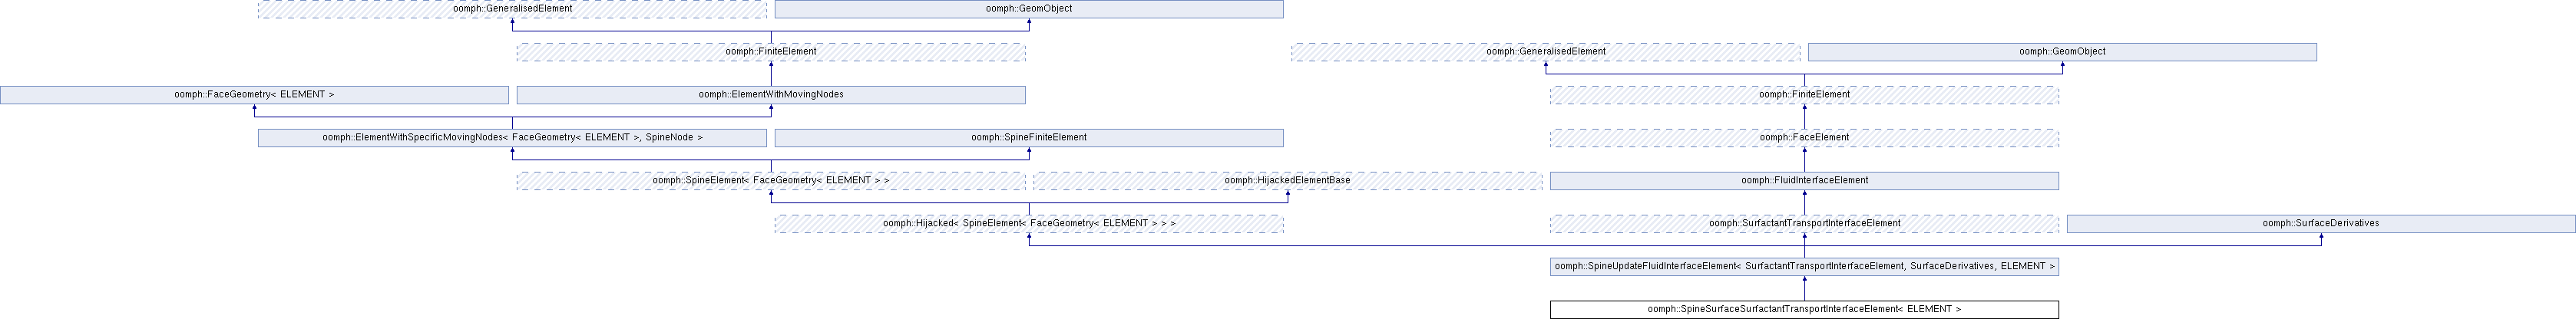 oomph::GeneralisedElement
oomph::GeomObject
oomph::FiniteElement
oomph::GeneralisedElement
oomph::GeomObject
oomph::FaceGeometry< ELEMENT >
oomph::ElementWithMovingNodes
oomph::FiniteElement
oomph::ElementWithSpecificMovingNodes< FaceGeometry< ELEMENT >, SpineNode >
oomph::SpineFiniteElement
oomph::FaceElement
oomph::SpineElement< FaceGeometry< ELEMENT > >
oomph::HijackedElementBase
oomph::FluidInterfaceElement
oomph::Hijacked< SpineElement< FaceGeometry< ELEMENT > > >
oomph::SurfactantTransportInterfaceElement
oomph::SurfaceDerivatives
oomph::SpineUpdateFluidInterfaceElement< SurfactantTransportInterfaceElement, SurfaceDerivatives, ELEMENT >
oomph::SpineSurfaceSurfactantTransportInterfaceElement< ELEMENT >